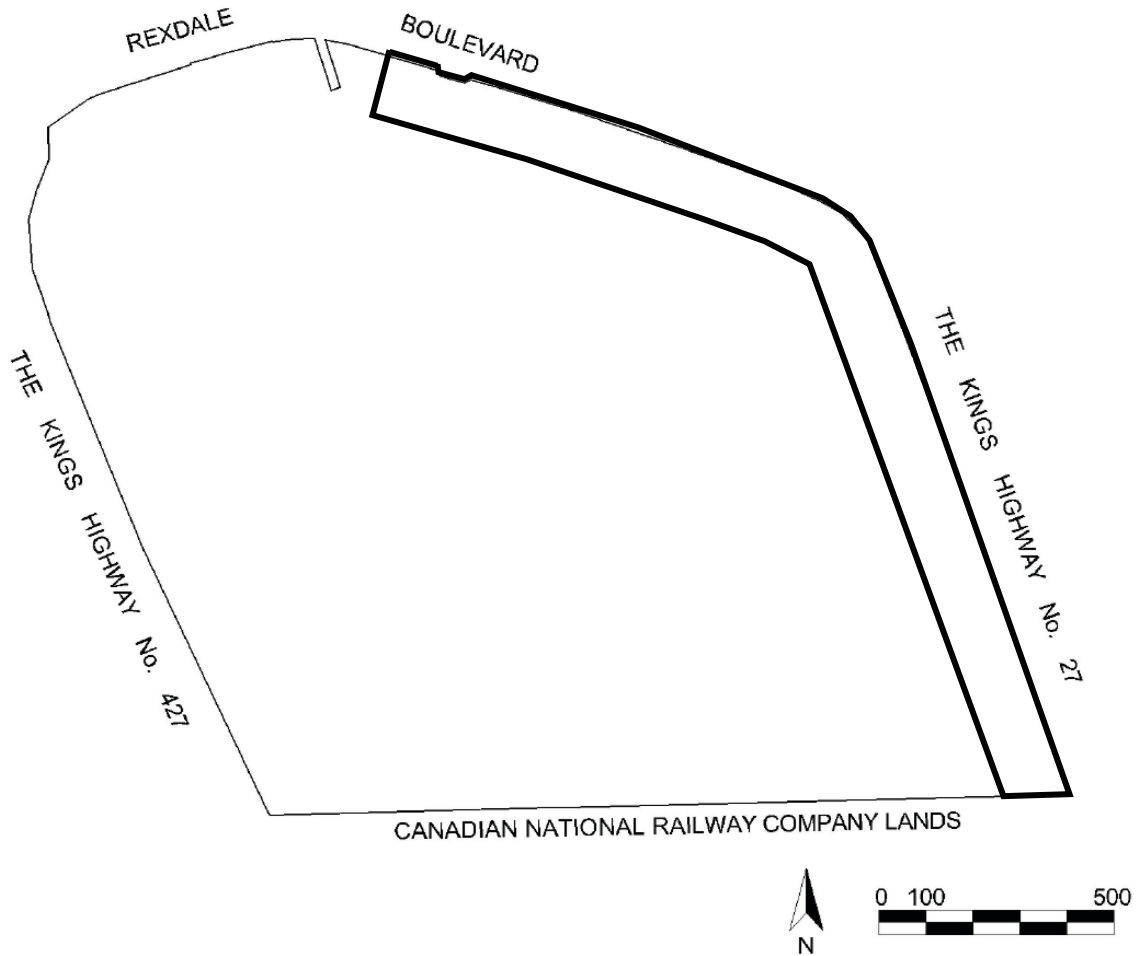 REXDALE
BOULEVARD
THE KINGS HIGHWAY No. 27
THE KINGS HIGHWAY No. 427
CANADIAN NATIONAL RAILWAY COMPANY LANDS
0 100 500
N